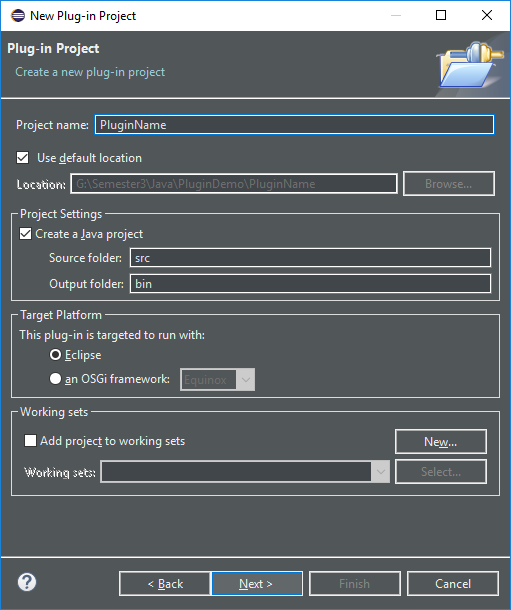 New Plug-in Project
Plug-in Project
Create a new plug-in project
Project name: PluginName
Use default location
Location: G:\Semester3\Java\PluginDemo\PluginName Browse...
Project Settings
Create a Java project
Source folder: src
Output folder: bin
Target Platform
This plug-in is targeted to run with:
Eclipse
an OSGi framework: Equinox
Working sets
Add project to working sets New...
Working sets: Select...
? < Back Next > Finish Cancel